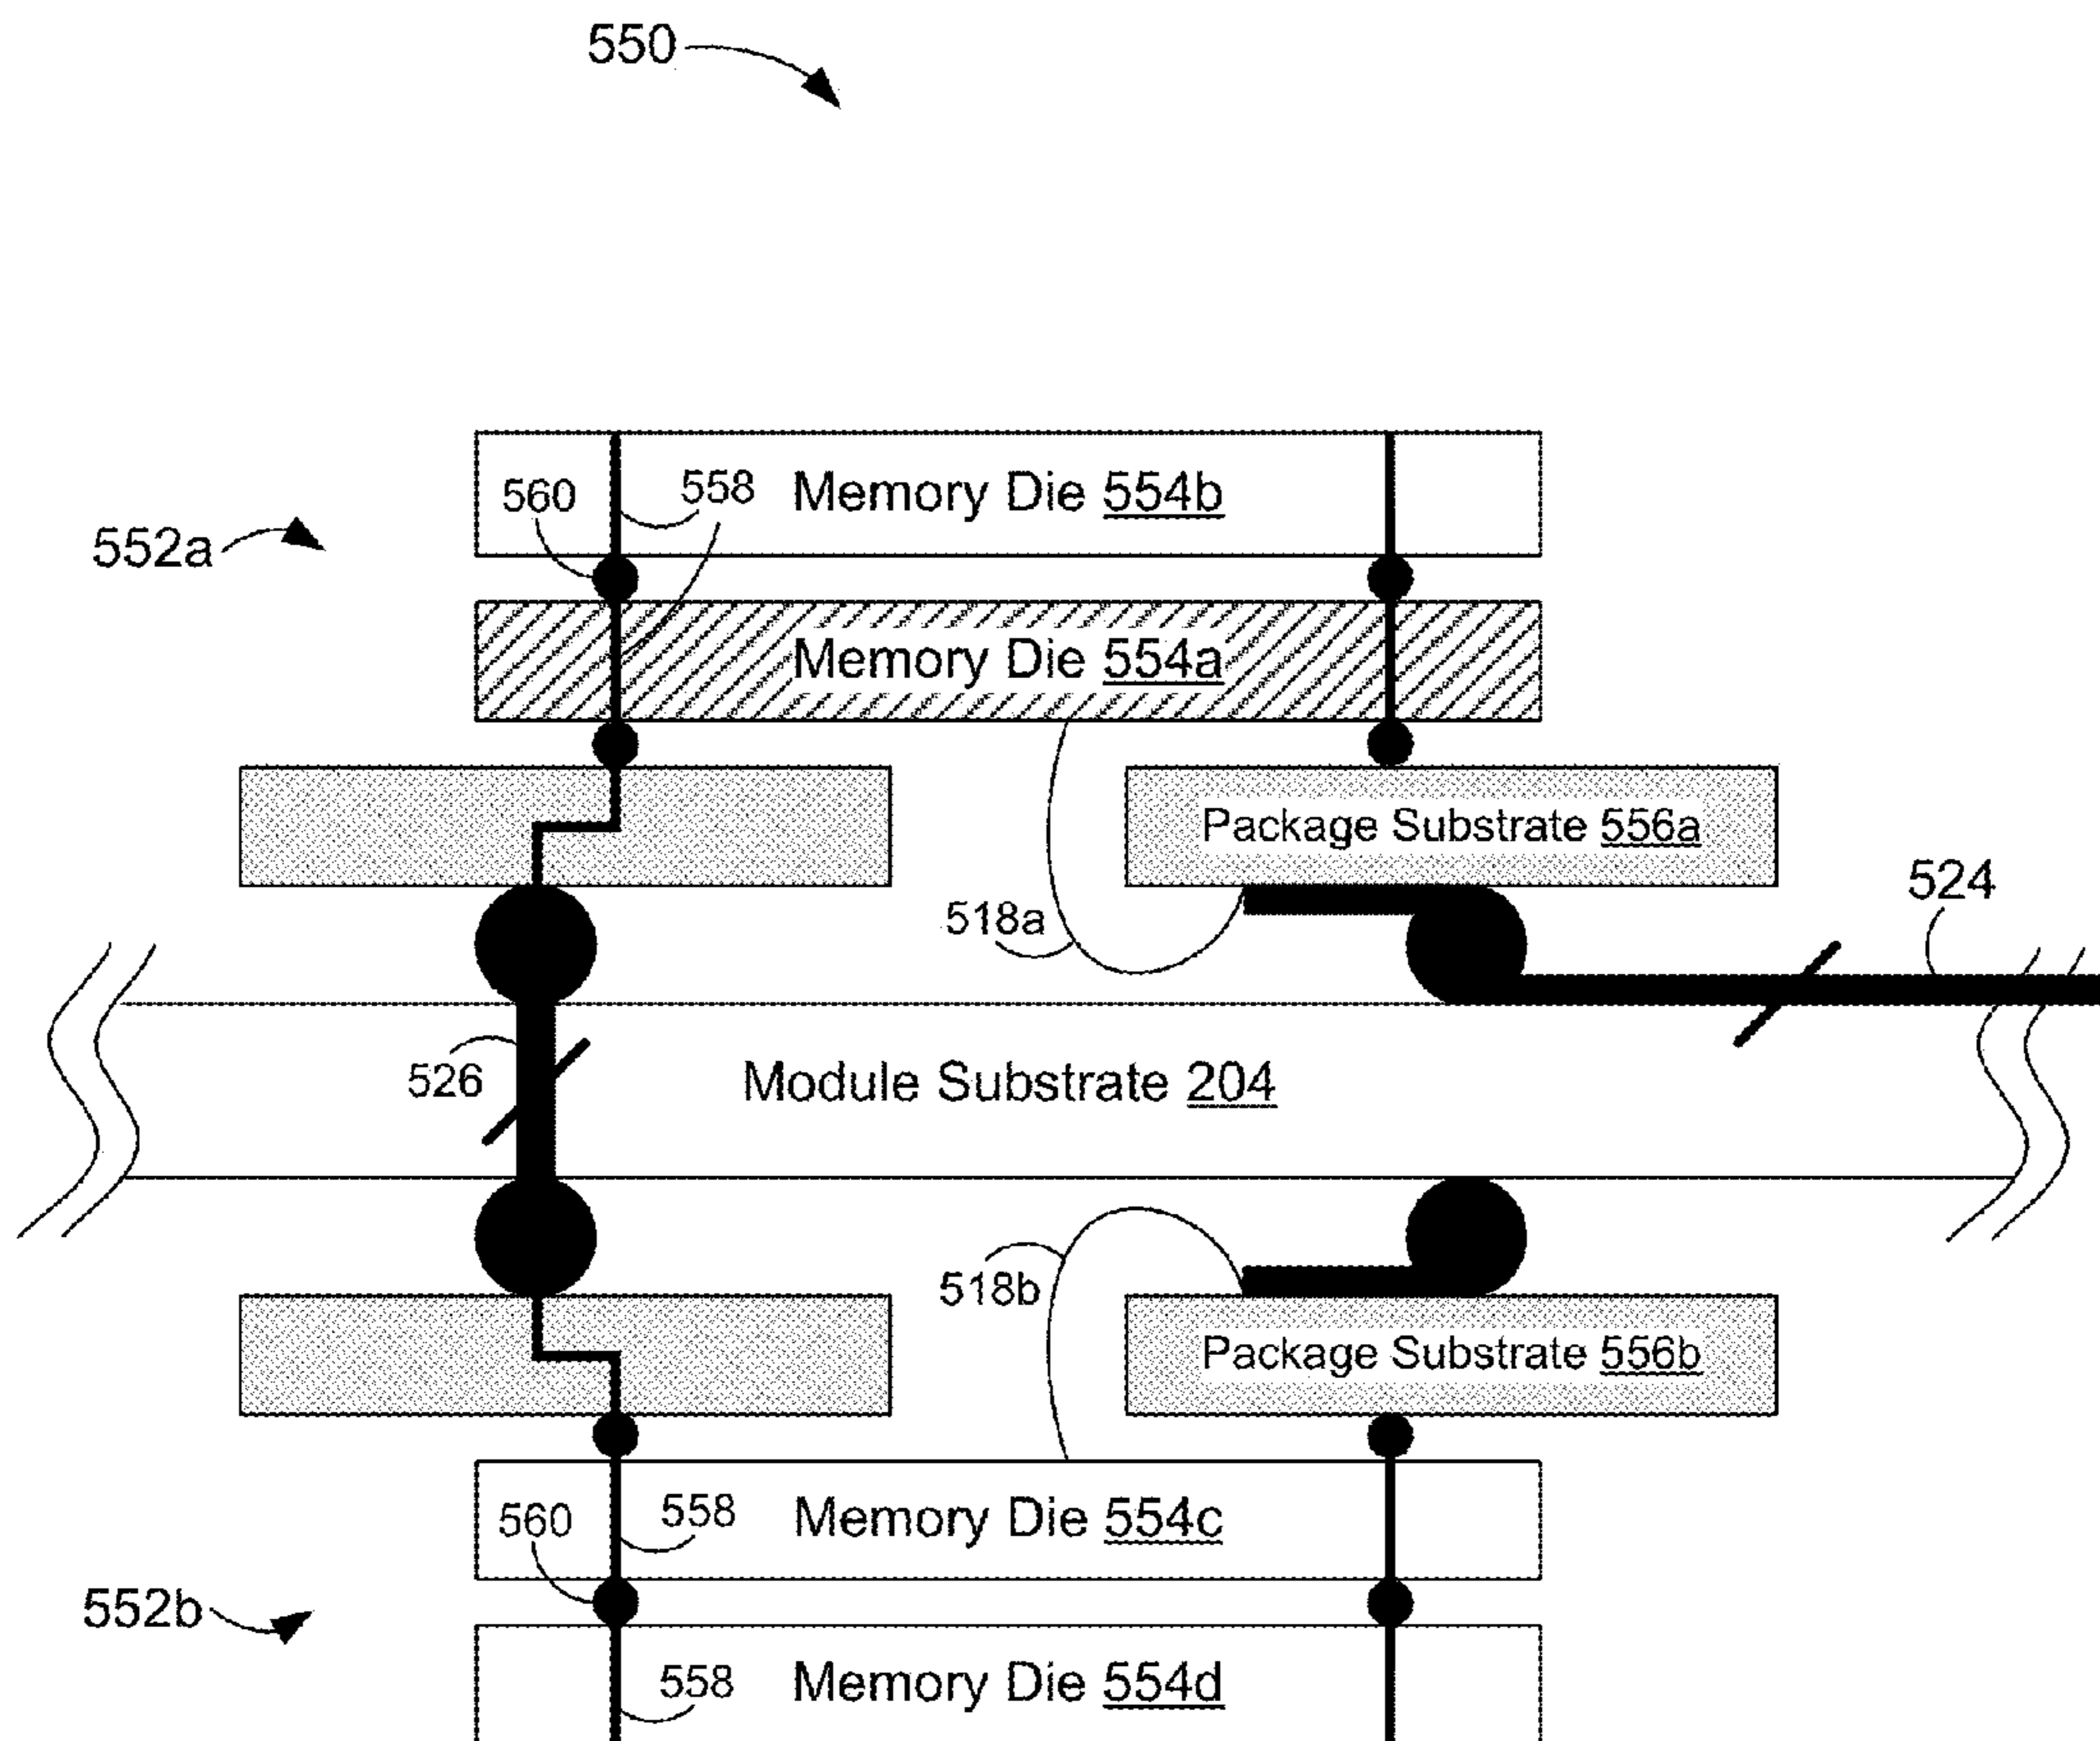 550
560
558
Memory Die 554b
552a
Memory Die 554a
Package Substrate 556a
524
518a
526
Module Substrate 204
518b
Package Substrate 556b
560
558
Memory Die 554c
552b
558
Memory Die 554d